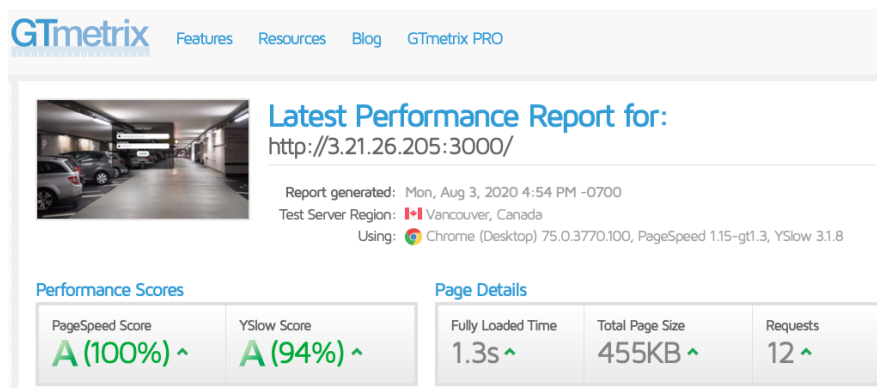 GTmetrix Features Resources Blog GTmetrix PRO
Latest Performance Report for:
http://3.21.26.205:3000/
Report generated: Mon, Aug 3, 2020 4:54 PM -0700
Test Server Region: Vancouver, Canada
Using: Chrome (Desktop) 75.0.3770.100, PageSpeed 1.15-gt1.3, YSlow 3.1.8
Performance Scores
PageSpeed Score YSlow Score
A (100%) A (94%)
Page Details
Fully Loaded Time Total Page Size Requests
1.3s 455KB 12